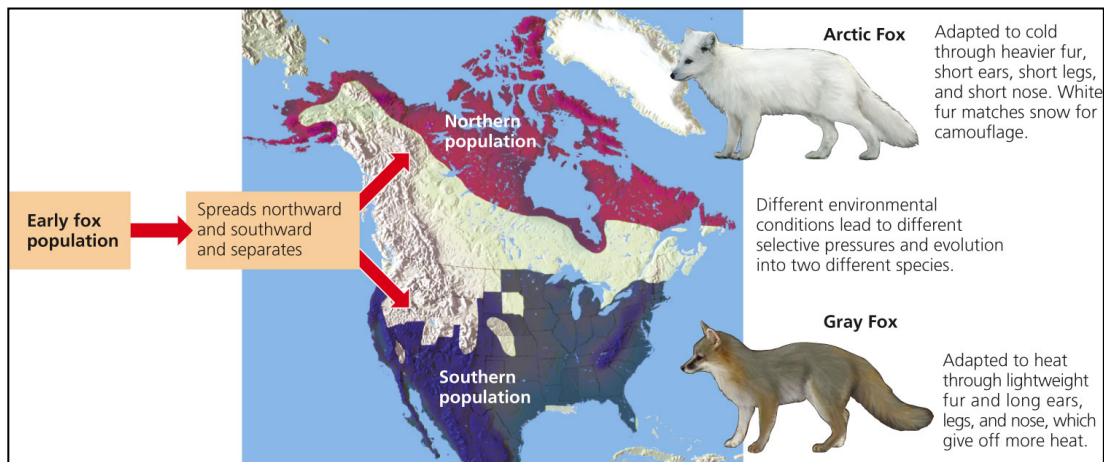 Early fox
population
Spreads northward
and southward
and separates
Northern
population
Southern
population
Arctic Fox
Adapted to cold
through heavier fur,
short ears, short legs,
and short nose. White
fur matches snow for
camouflage.
Different environmental
conditions lead to different
selective pressures and evolution
into two different species.
Gray Fox
Adapted to heat
through lightweight
fur and long ears,
legs, and nose, which
give off more heat.